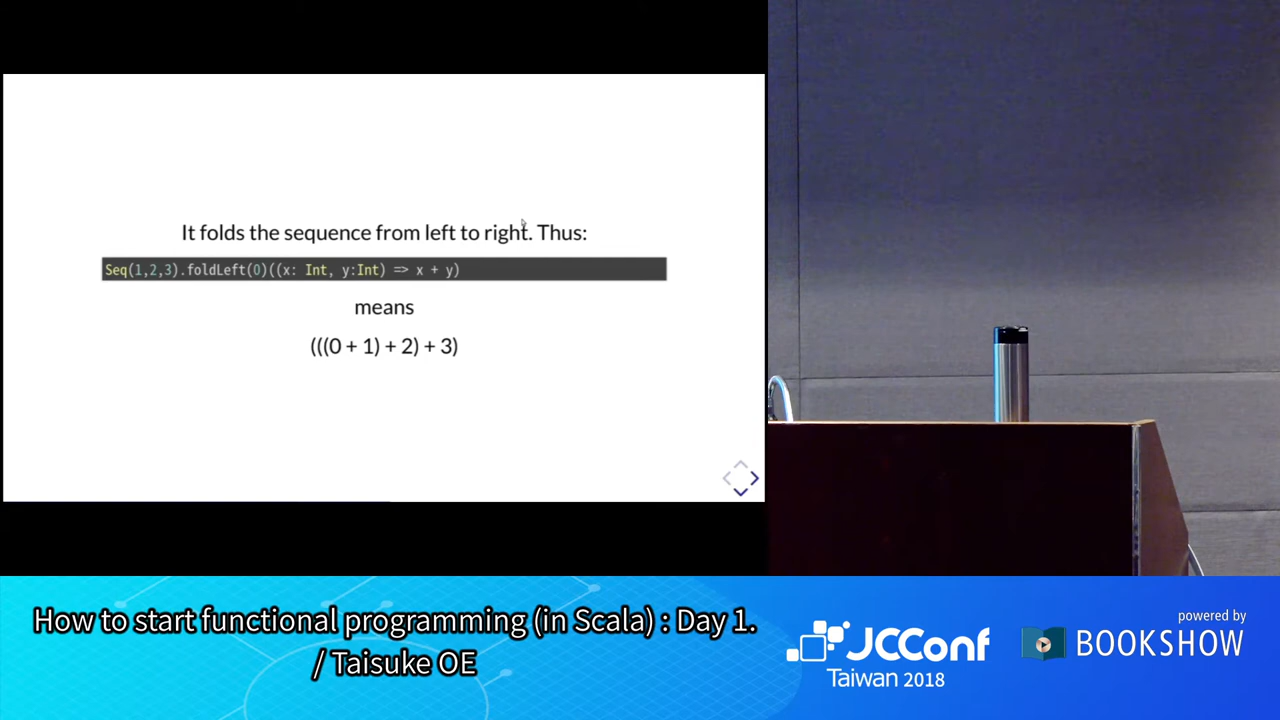 It folds the sequence from left to right. Thus:
Seq(1,2,3).foldLeft(0)((x: Int, y:Int) => x + y)
means
(((0 + 1) + 2) + 3)
How to start functional programming (in Scala) : Day 1.
/ Taisuke OE
JCConf
Taiwan 2018
powered by
BOOKSHOW